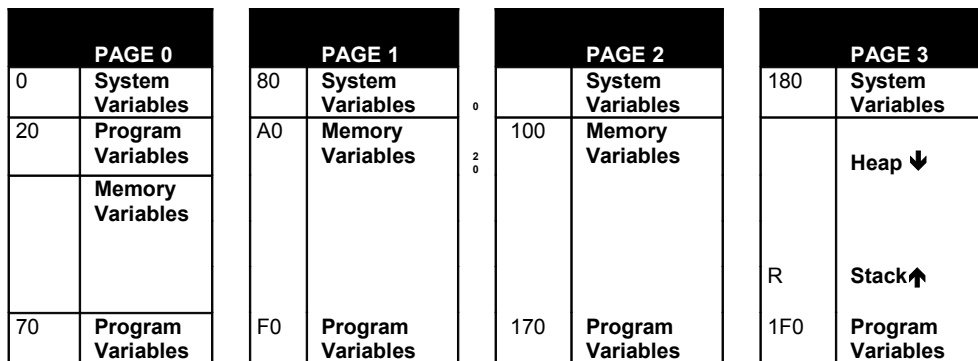 PAGE 0
PAGE 1
PAGE 2
PAGE 3
0 System Variables
20 Program Variables
Memory Variables
70 Program Variables
80 System Variables
A0 Memory Variables
F0 Program Variables
0
20
System Variables
100 Memory Variables
170 Program Variables
180 System Variables
Heap 🡻
R Stack🡹
1F0 Program Variables